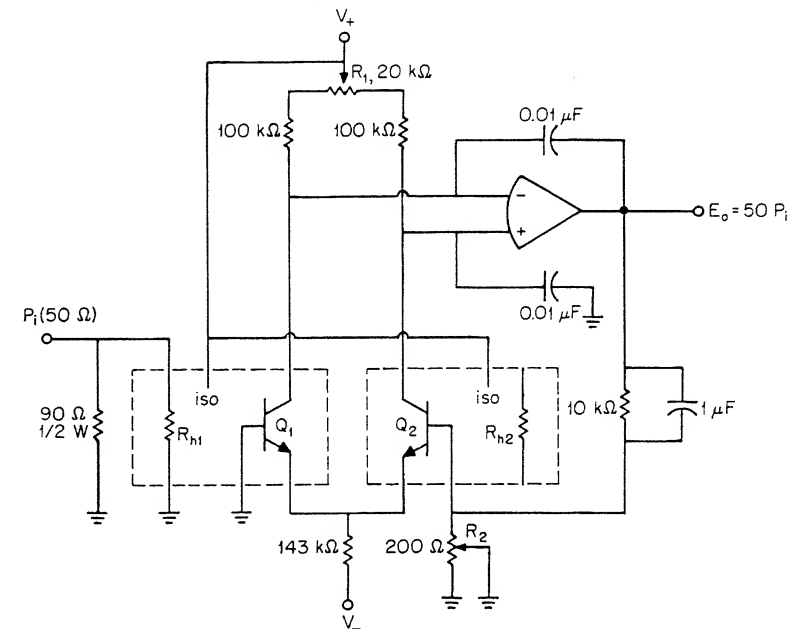 V₊
R₁, 20 kΩ
100 kΩ
100 kΩ
0.01 μF
−
+
E₀ = 50 Pᵢ
0.01 μF
Pᵢ (50 Ω)
iso
iso
90 Ω
1/2 W
Rₕ₁
Q₁
Q₂
Rₕ₂
10 kΩ
1 μF
143 kΩ
200 Ω
R₂
V₋